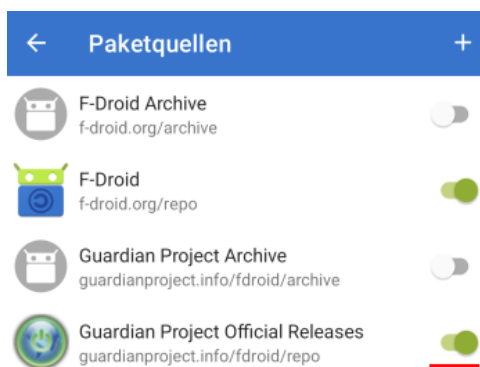 Paketquellen
F-Droid Archive
f-droid.org/archive
F-Droid
f-droid.org/repo
Guardian Project Archive
guardianproject.info/fdroid/archive
Guardian Project Official Releases
guardianproject.info/fdroid/repo